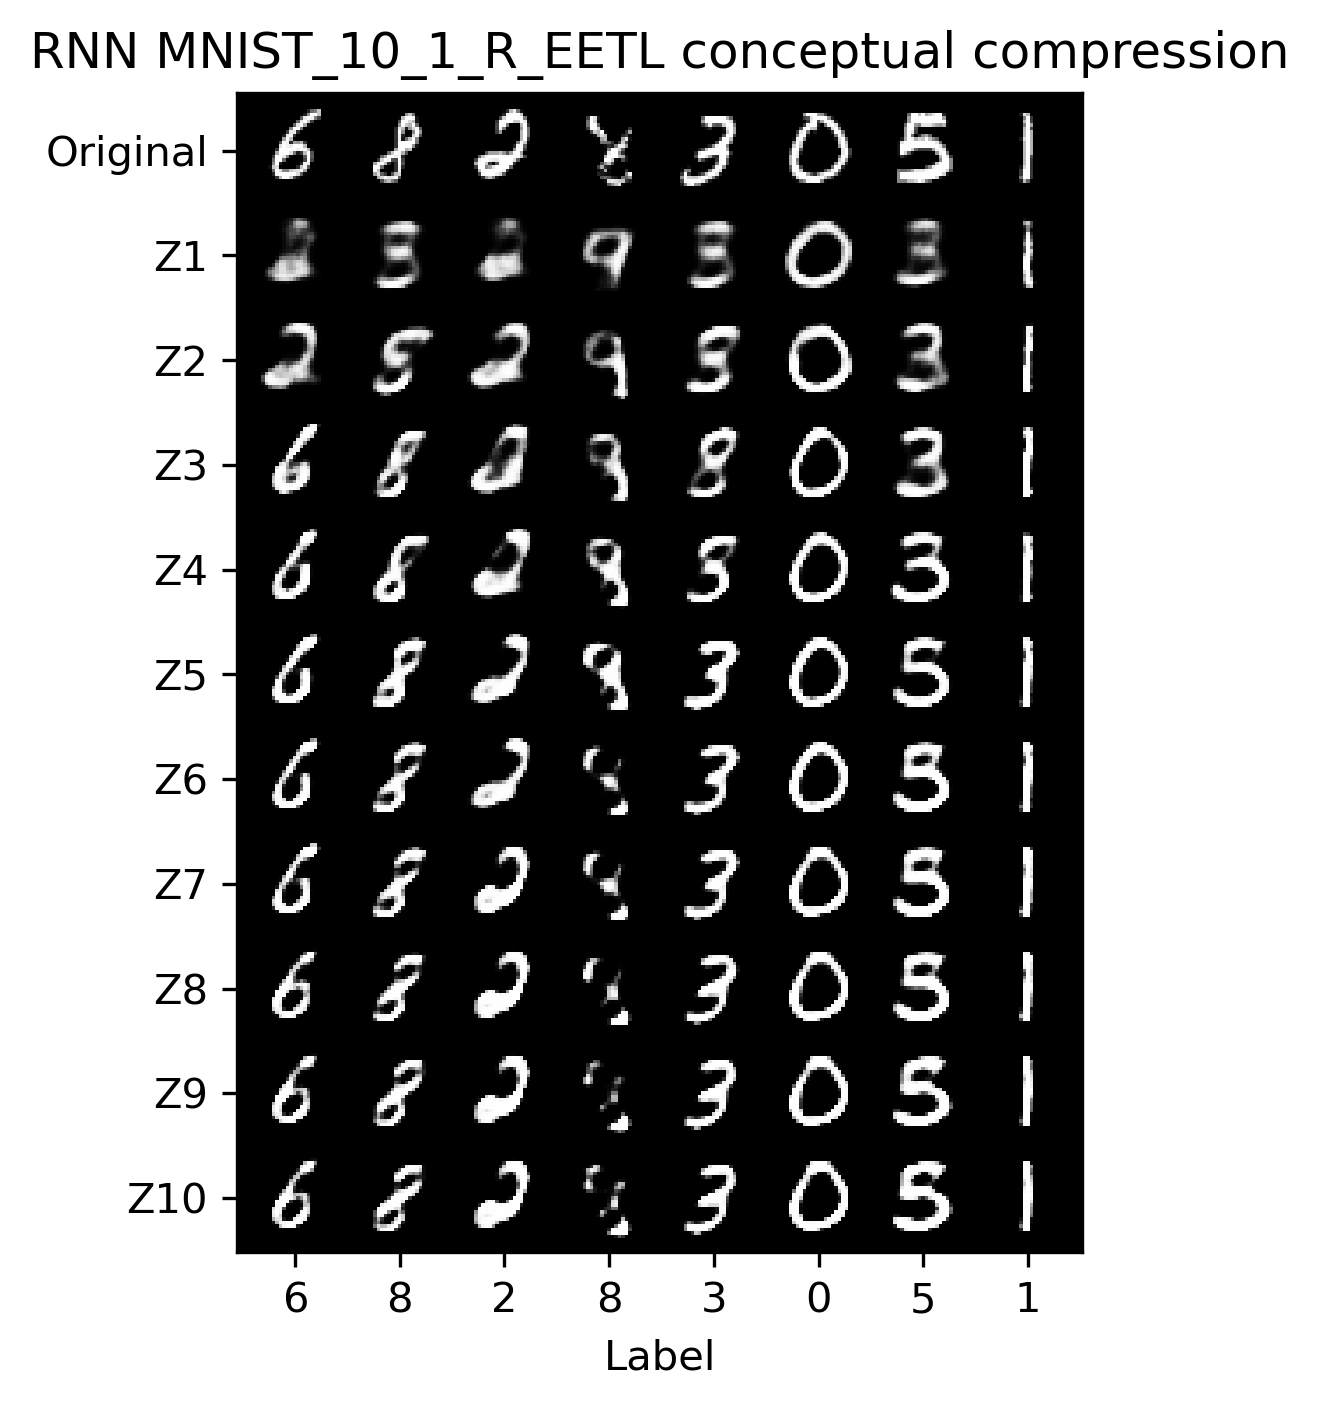 RNN MNIST_10_1_R_EETL conceptual compression
Original
Z1
Z2
Z3
Z4
Z5
Z6
Z7
Z8
Z9
Z10
6 8 2 8 3 0 5 1
Label